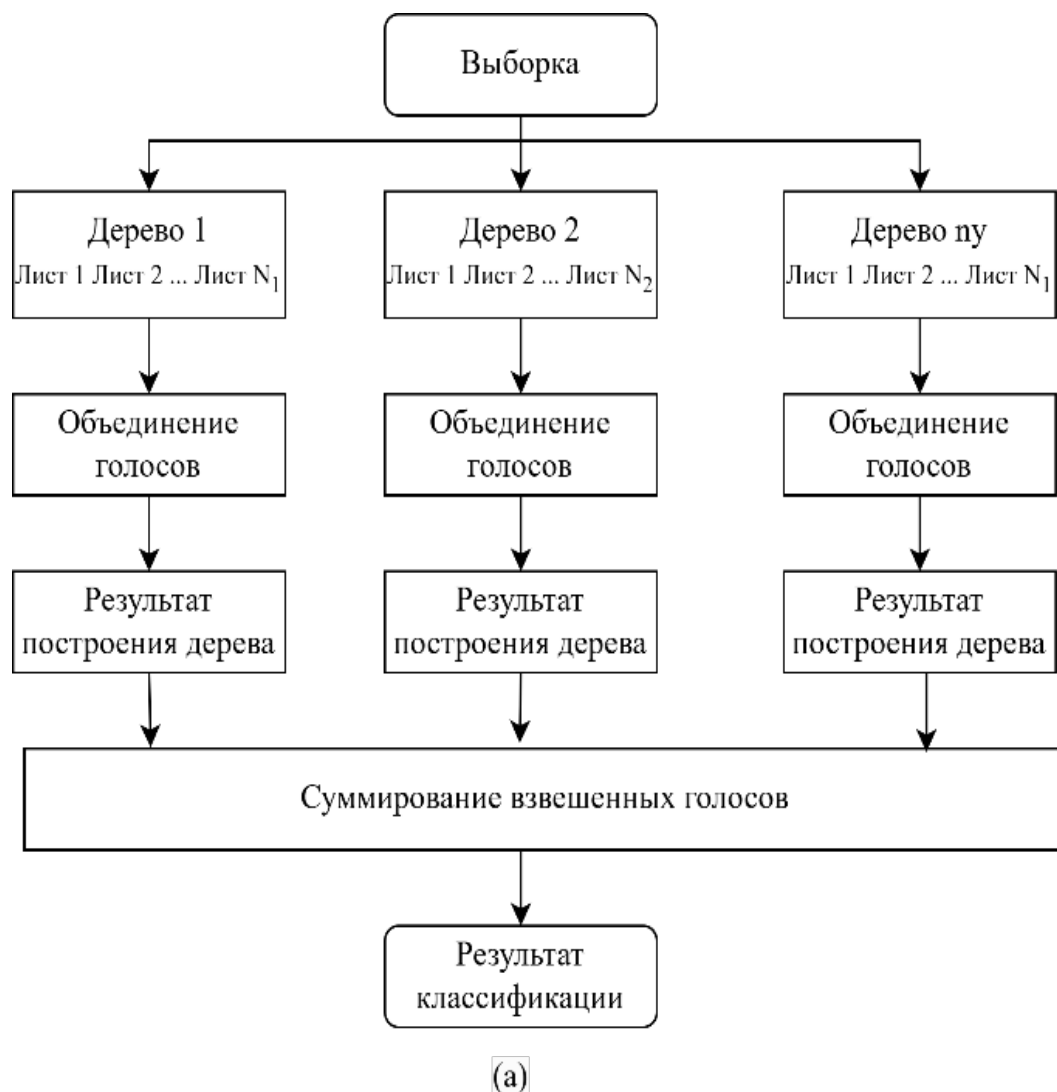 Выборка
Дерево 1
Лист 1 Лист 2 ... Лист N₁
Дерево 2
Лист 1 Лист 2 ... Лист N₂
Дерево ny
Лист 1 Лист 2 ... Лист N₁
Объединение
голосов
Объединение
голосов
Объединение
голосов
Результат
построения дерева
Результат
построения дерева
Результат
построения дерева
Суммирование взвешенных голосов
Результат
классификации
(а)